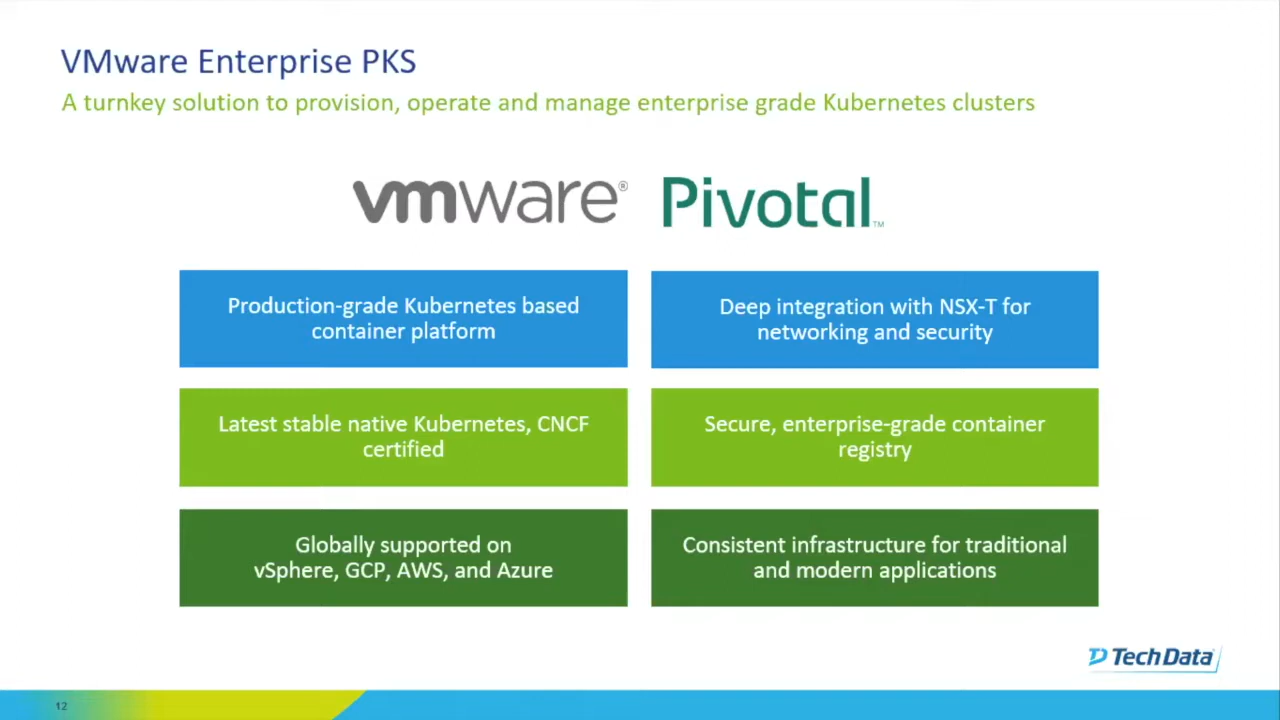 VMware Enterprise PKS
A turnkey solution to provision, operate and manage enterprise grade Kubernetes clusters
vmware®
Pivotal™
Production-grade Kubernetes based
container platform
Deep integration with NSX-T for
networking and security
Latest stable native Kubernetes, CNCF
certified
Secure, enterprise-grade container
registry
Globally supported on
vSphere, GCP, AWS, and Azure
Consistent infrastructure for traditional
and modern applications
TechData
12